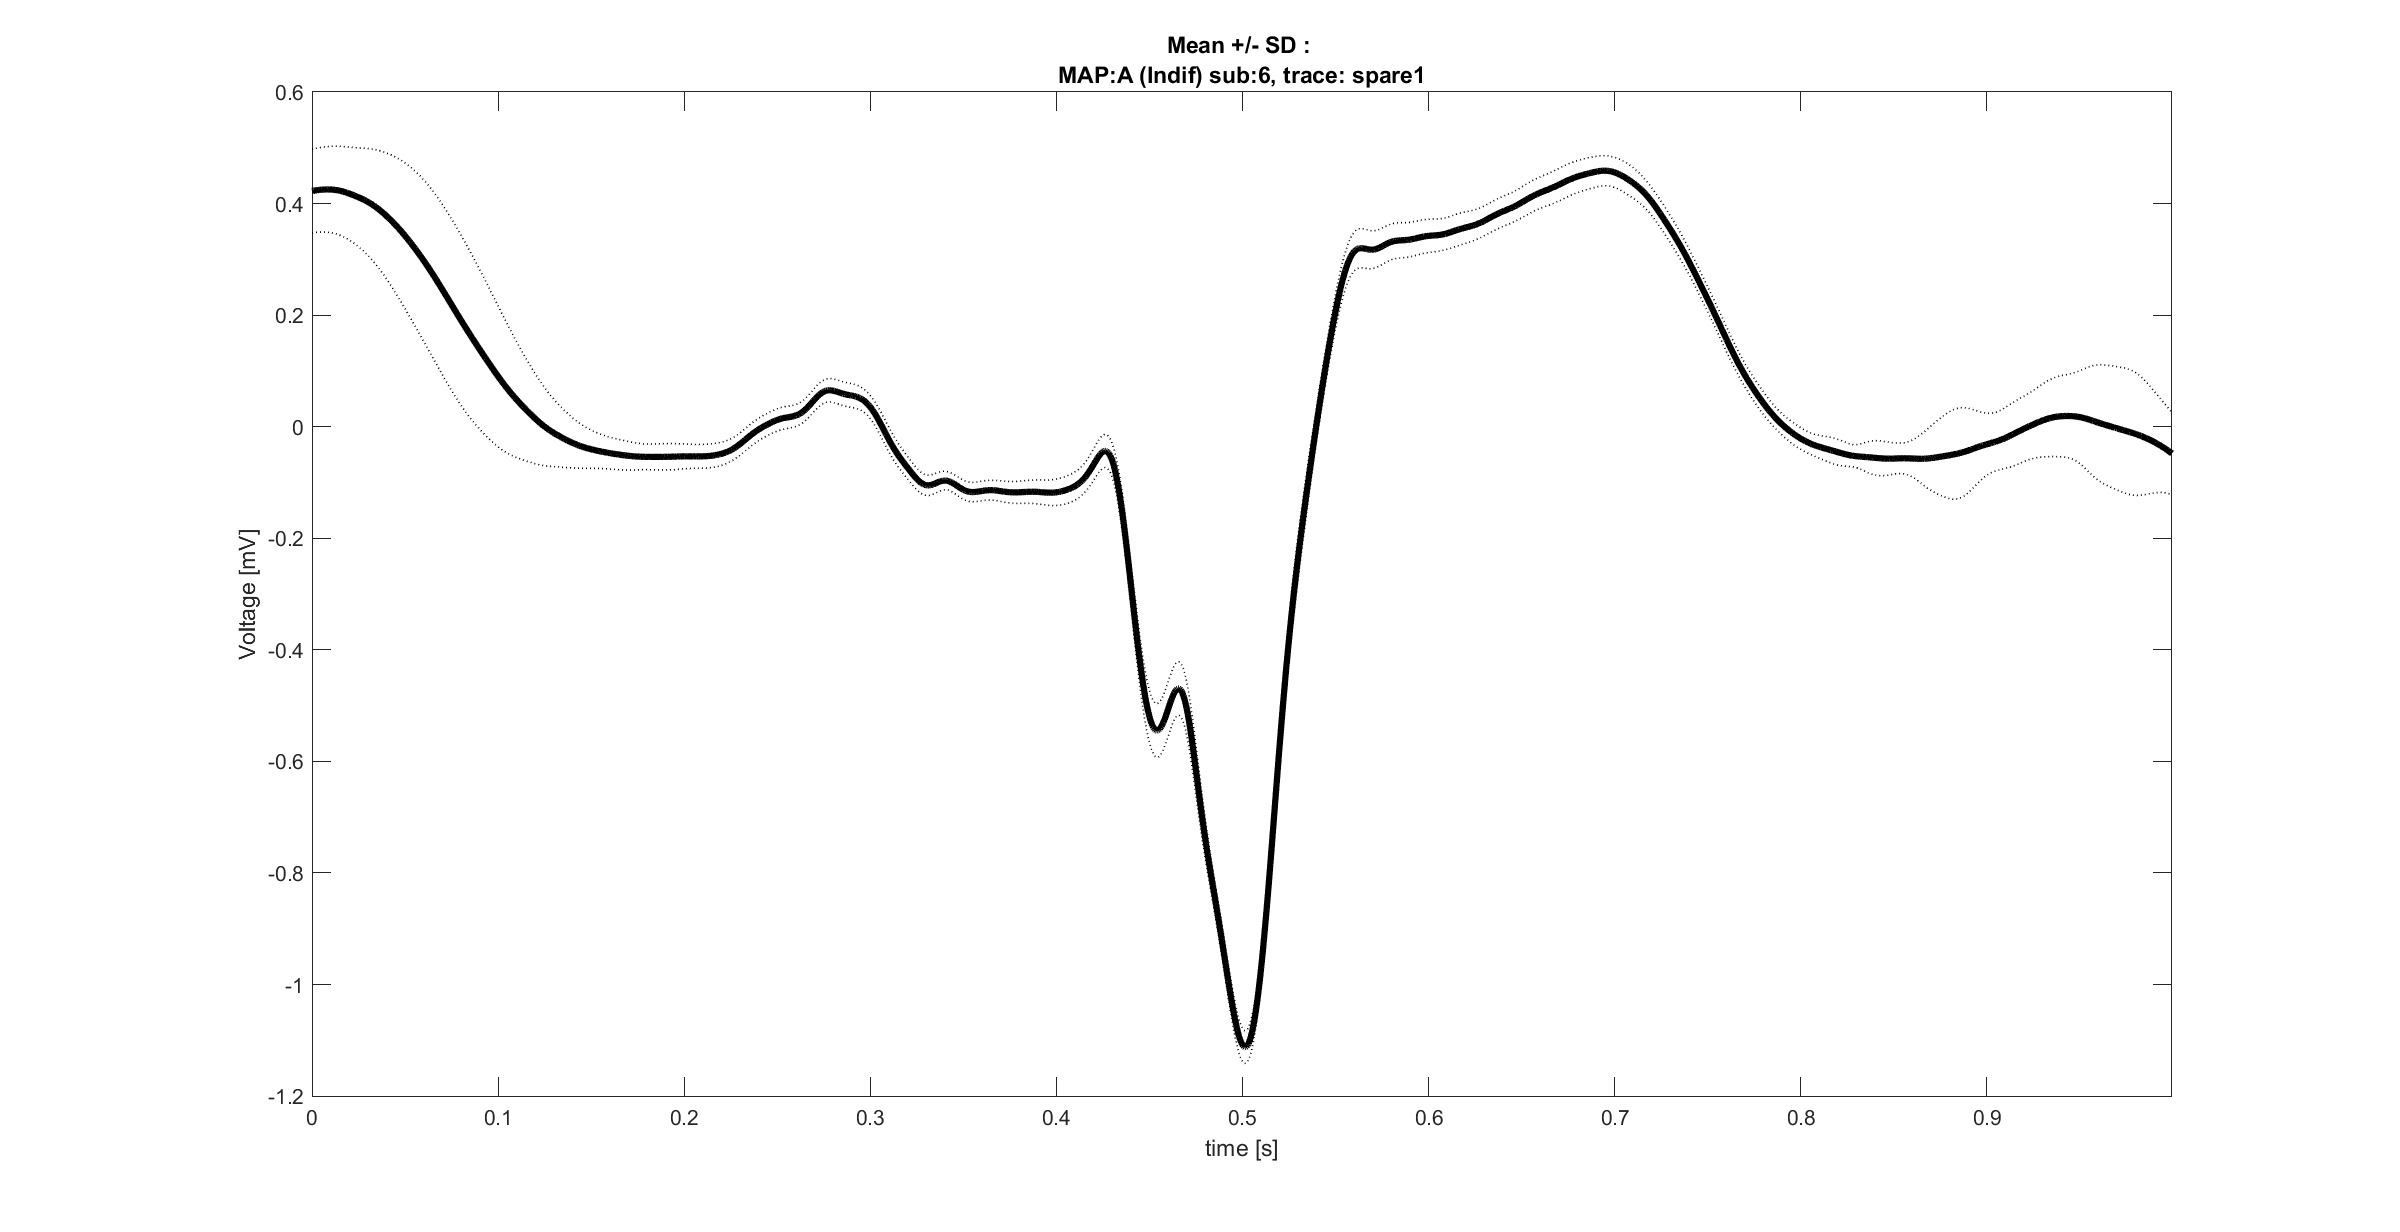 Mean +/- SD :
MAP:A (Indif) sub:6, trace: spare1
0.6
0.4
0.2
0
-0.2
-0.4
-0.6
-0.8
-1
-1.2
Voltage [mV]
0 0.1 0.2 0.3 0.4 0.5 0.6 0.7 0.8 0.9
time [s]